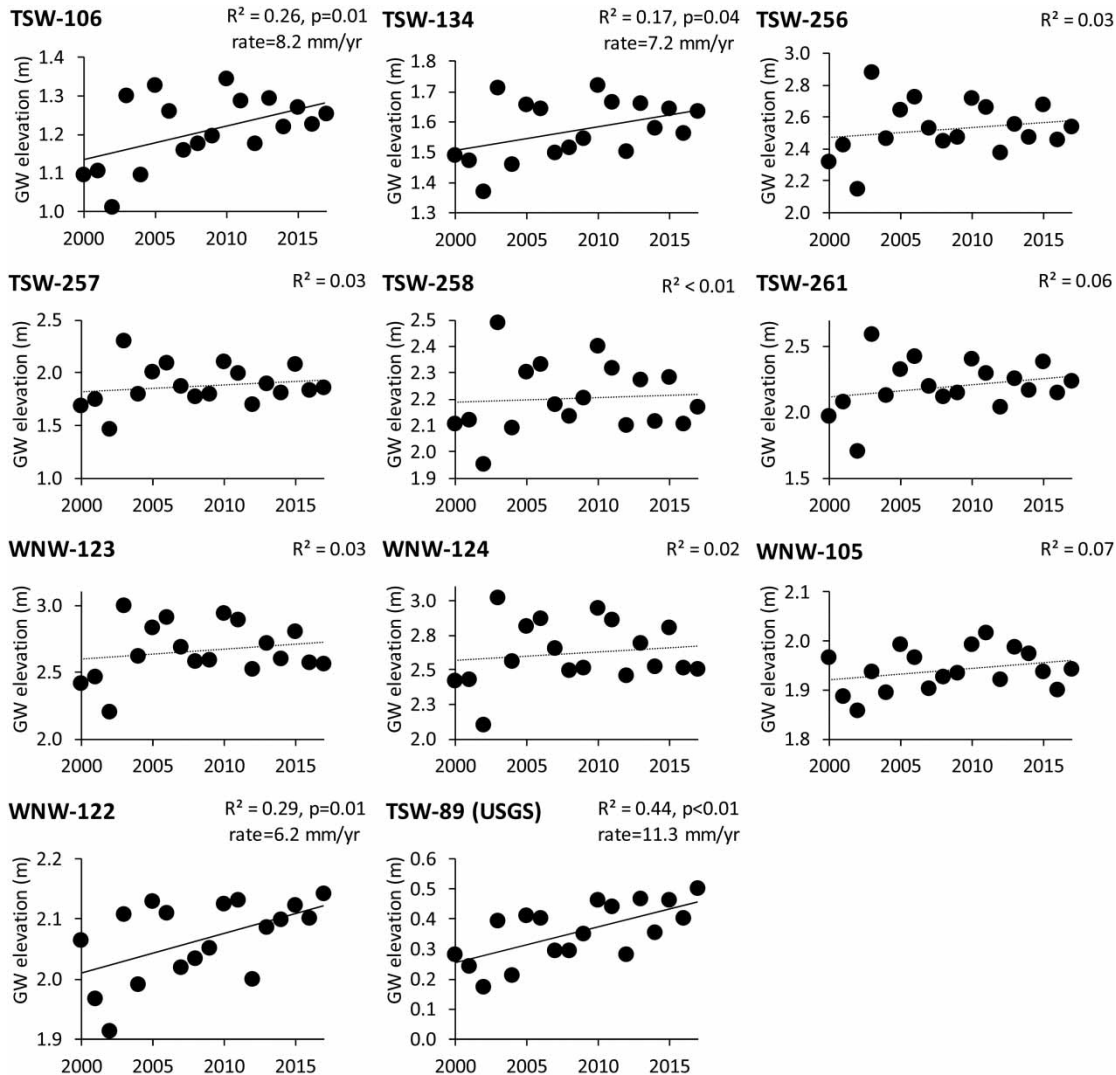 TSW-106
R² = 0.26, p=0.01
rate=8.2 mm/yr
GW elevation (m)
1.4
1.3
1.2
1.1
1.0
2000 2005 2010 2015
TSW-134
R² = 0.17, p=0.04
rate=7.2 mm/yr
GW elevation (m)
1.8
1.7
1.6
1.5
1.4
1.3
2000 2005 2010 2015
TSW-256
R² = 0.03
GW elevation (m)
3.0
2.8
2.6
2.4
2.2
2.0
2000 2005 2010 2015
TSW-257
R² = 0.03
GW elevation (m)
2.5
2.0
1.5
1.0
2000 2005 2010 2015
TSW-258
R² < 0.01
GW elevation (m)
2.5
2.4
2.3
2.2
2.1
2.0
1.9
2000 2005 2010 2015
TSW-261
R² = 0.06
GW elevation (m)
2.5
2.0
1.5
2000 2005 2010 2015
WNW-123
R² = 0.03
GW elevation (m)
3.0
2.5
2.0
2000 2005 2010 2015
WNW-124
R² = 0.02
GW elevation (m)
3.0
2.8
2.5
2.3
2.0
2000 2005 2010 2015
WNW-105
R² = 0.07
GW elevation (m)
2.1
2.0
1.9
1.8
2000 2005 2010 2015
WNW-122
R² = 0.29, p=0.01
rate=6.2 mm/yr
GW elevation (m)
2.2
2.1
2.0
1.9
2000 2005 2010 2015
TSW-89 (USGS)
R² = 0.44, p<0.01
rate=11.3 mm/yr
GW elevation (m)
0.6
0.5
0.4
0.3
0.2
0.1
0.0
2000 2005 2010 2015